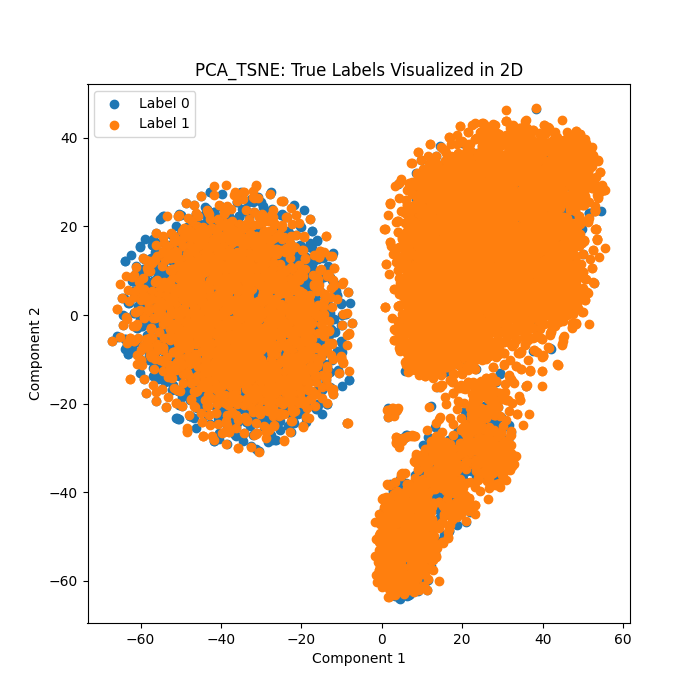 PCA_TSNE: True Labels Visualized in 2D
Label 0
Label 1
40
20
0
−20
−40
−60
Component 2
−60
−40
−20
0
20
40
60
Component 1